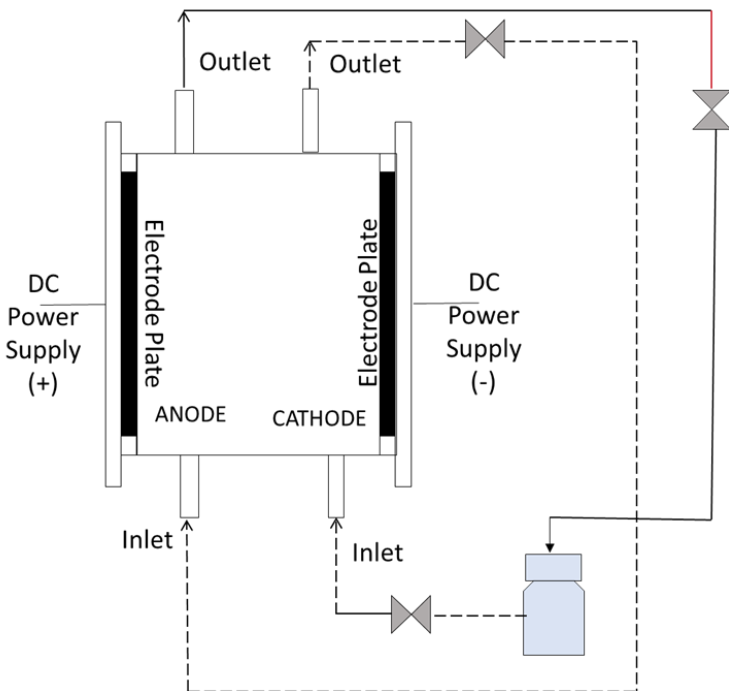 Outlet
Outlet
Electrode Plate
Electrode Plate
DC
Power
Supply
(+)
DC
Power
Supply
(-)
ANODE
CATHODE
Inlet
Inlet